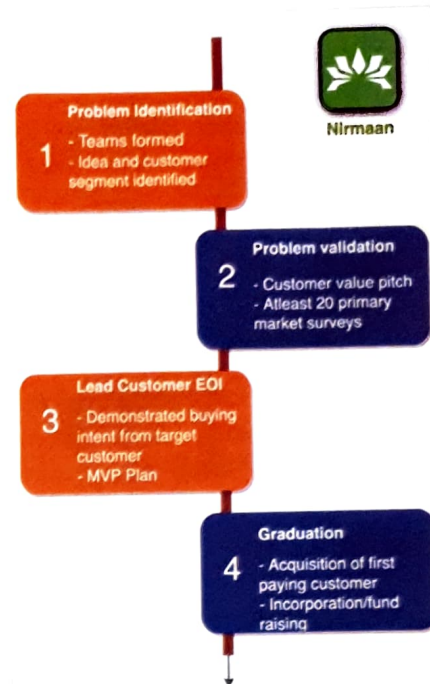 Nirmaan
1
Problem Identification
- Teams formed
- Idea and customer
segment identified
2
Problem validation
- Customer value pitch
- Atleast 20 primary
market surveys
3
Lead Customer EOI
- Demonstrated buying
intent from target
customer
- MVP Plan
4
Graduation
- Acquisition of first
paying customer
- Incorporation/fund
raising